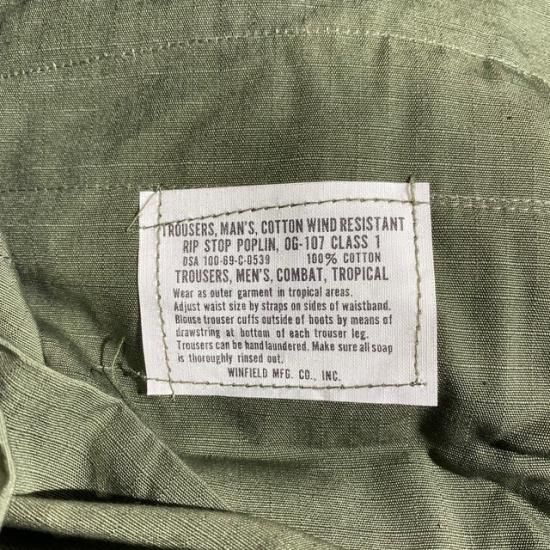 TROUSERS, MAN'S, COTTON WIND RESISTANT
RIP STOP POPLIN, OG-107 CLASS 1
DSA 100-69-C-0539 100% COTTON
TROUSERS, MEN'S, COMBAT, TROPICAL
Wear as outer garment in tropical areas.
Adjust waist size by straps on sides of waistband.
Blouse trouser cuffs outside of boots by means of
drawstring at bottom of each trouser leg.
Trousers can be hand laundered. Make sure all soap
is thoroughly rinsed out.
WINFIELD MFG. CO., INC.